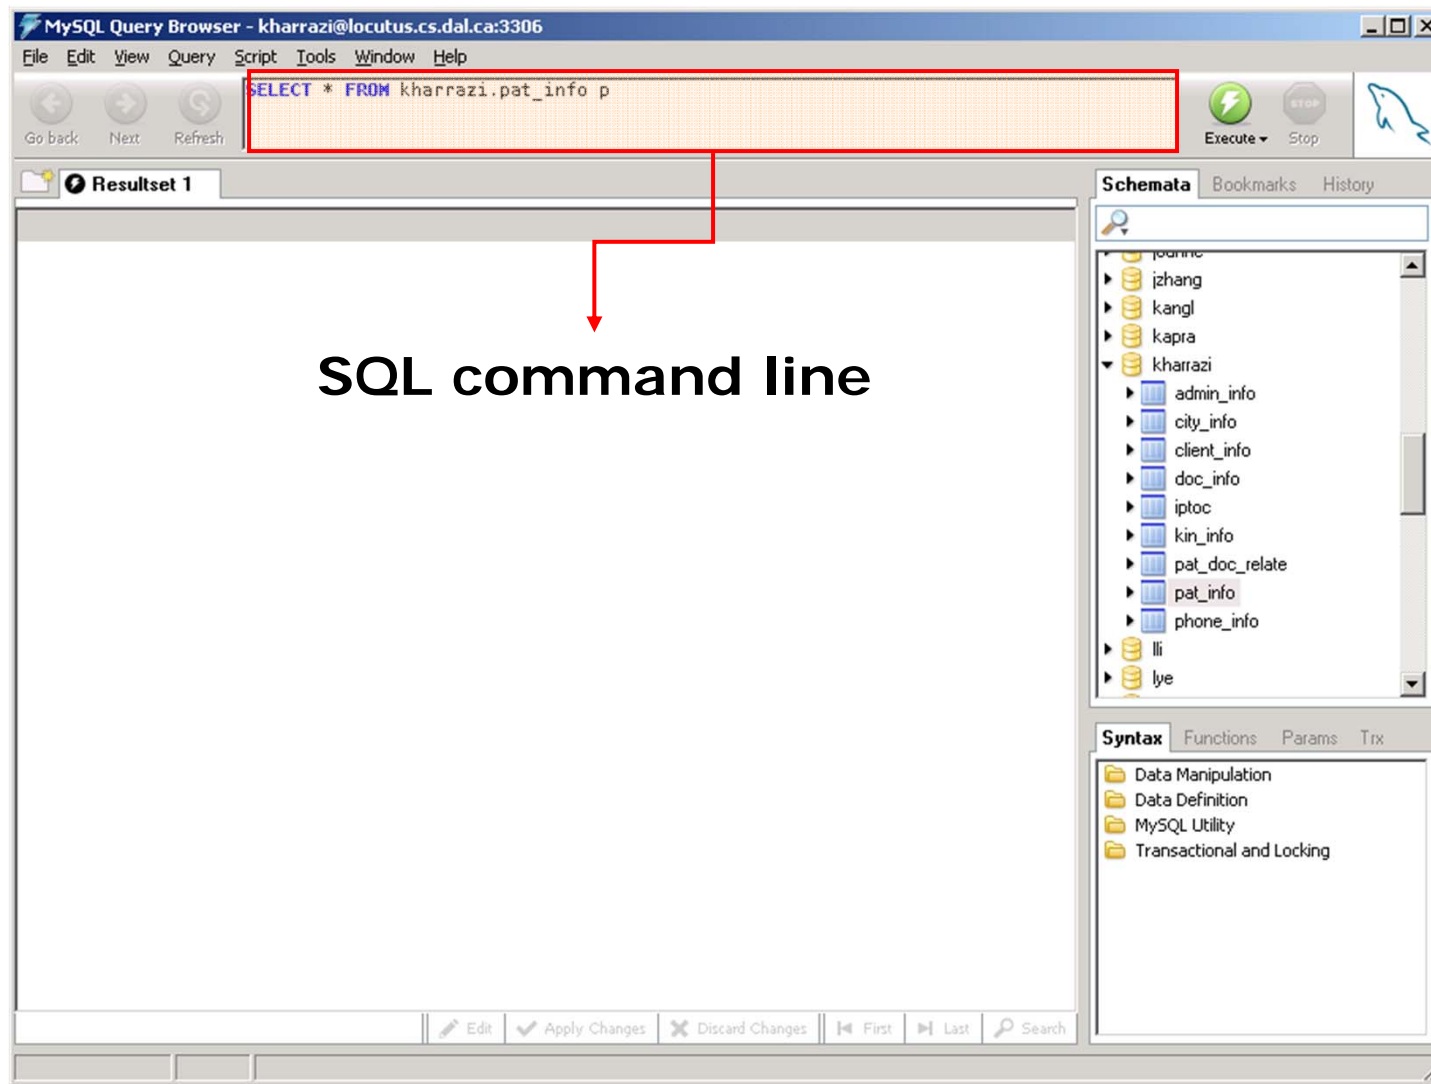 MySQL Query Browser - kharrazi@locutus.cs.dal.ca:3306
File Edit View Query Script Tools Window Help
SELECT * FROM kharrazi.pat_info p
Go back Next Refresh
Execute Stop
STOP
Resultset 1
Schemata Bookmarks History
SQL command line
jzhang
kangl
kapra
kharrazi
admin_info
city_info
client_info
doc_info
iptoc
kin_info
pat_doc_relate
pat_info
phone_info
lli
lye
Syntax Functions Params Trx
Data Manipulation
Data Definition
MySQL Utility
Transactional and Locking
Edit Apply Changes Discard Changes First Last Search